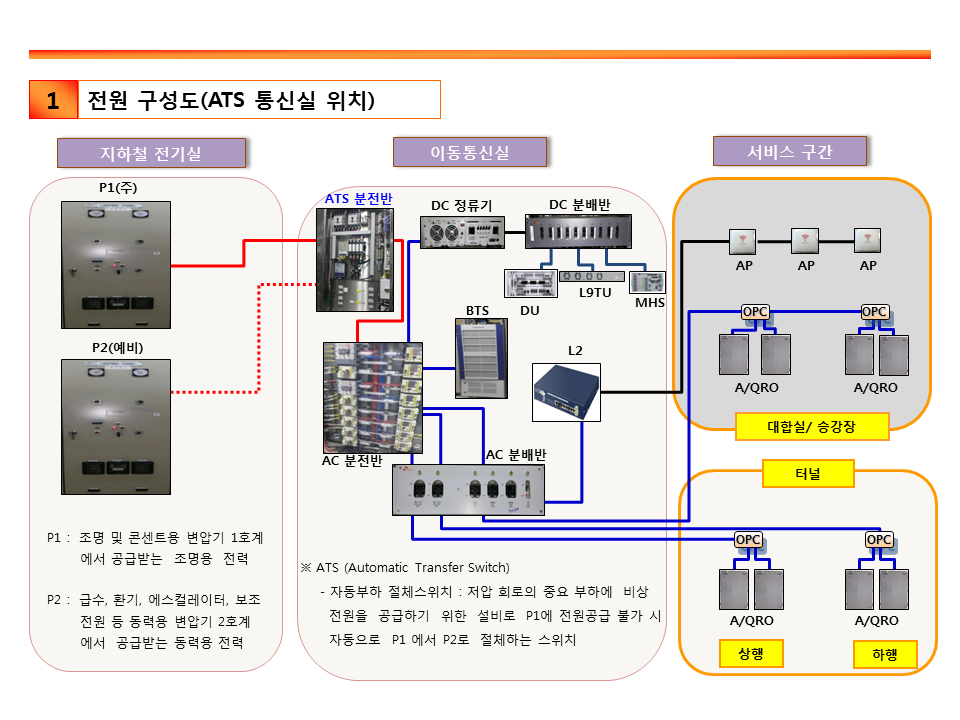 1
전원 구성도(ATS 통신실 위치)
지하철 전기실
이동통신실
서비스 구간
P1(주)
P2(예비)
P1 : 조명 및 콘센트용 변압기 1호계
에서 공급받는 조명용 전력
P2 : 급수, 환기, 에스컬레이터, 보조
전원 등 동력용 변압기 2호계
에서 공급받는 동력용 전력
ATS 분전반
DC 정류기
DC 분배반
DU
L9TU
MHS
BTS
L2
AC 분전반
AC 분배반
※ ATS (Automatic Transfer Switch)
- 자동부하 절체스위치 : 저압 회로의 중요 부하에 비상
전원을 공급하기 위한 설비로 P1에 전원공급 불가 시
자동으로 P1 에서 P2로 절체하는 스위치
AP
AP
AP
OPC
OPC
A/QRO
A/QRO
대합실/ 승강장
터널
OPC
OPC
A/QRO
A/QRO
상행
하행